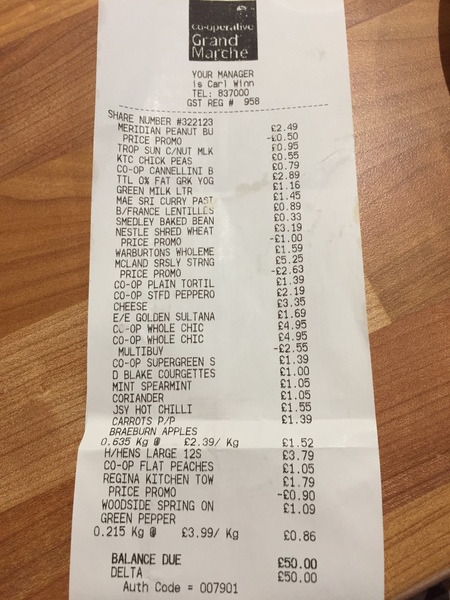 co-operative
Grand
Marché
YOUR MANAGER
is Carl Winn
TEL: 837000
GST REG # 958
SHARE NUMBER #322123
MERIDIAN PEANUT BU £2.49
PRICE PROMO -£0.50
TROP SUN C/NUT MLK £0.95
KTC CHICK PEAS £0.55
CO-OP CANNELLINI B £0.79
TTL 0% FAT GRK YOG £2.89
GREEN MILK LTR £1.16
MAE SRI CURRY PAST £1.45
B/FRANCE LENTILLES £0.89
SMEDLEY BAKED BEAN £0.33
NESTLE SHRED WHEAT £3.19
PRICE PROMO -£1.00
WARBURTONS WHOLEME £1.59
MCLAND SRSLY STRNG £5.25
PRICE PROMO -£2.63
CO-OP PLAIN TORTIL £1.39
CO-OP STFD PEPPERO £2.19
CHEESE £3.35
E/E GOLDEN SULTANA £1.69
CO-OP WHOLE CHIC £4.95
CO-OP WHOLE CHIC £4.95
MULTIBUY -£2.55
CO-OP SUPERGREEN S £1.39
D BLAKE COURGETTES £1.00
MINT SPEARMINT £1.05
CORIANDER £1.05
JSY HOT CHILLI £1.55
CARROTS P/P £1.39
BRAEBURN APPLES
0.635 Kg @ £2.39/ Kg £1.52
H/HENS LARGE 12S £3.79
CO-OP FLAT PEACHES £1.05
REGINA KITCHEN TOW £1.79
PRICE PROMO -£0.90
WOODSIDE SPRING ON £1.09
GREEN PEPPER
0.215 Kg @ £3.99/ Kg £0.86
BALANCE DUE £50.00
DELTA £50.00
Auth Code = 007901